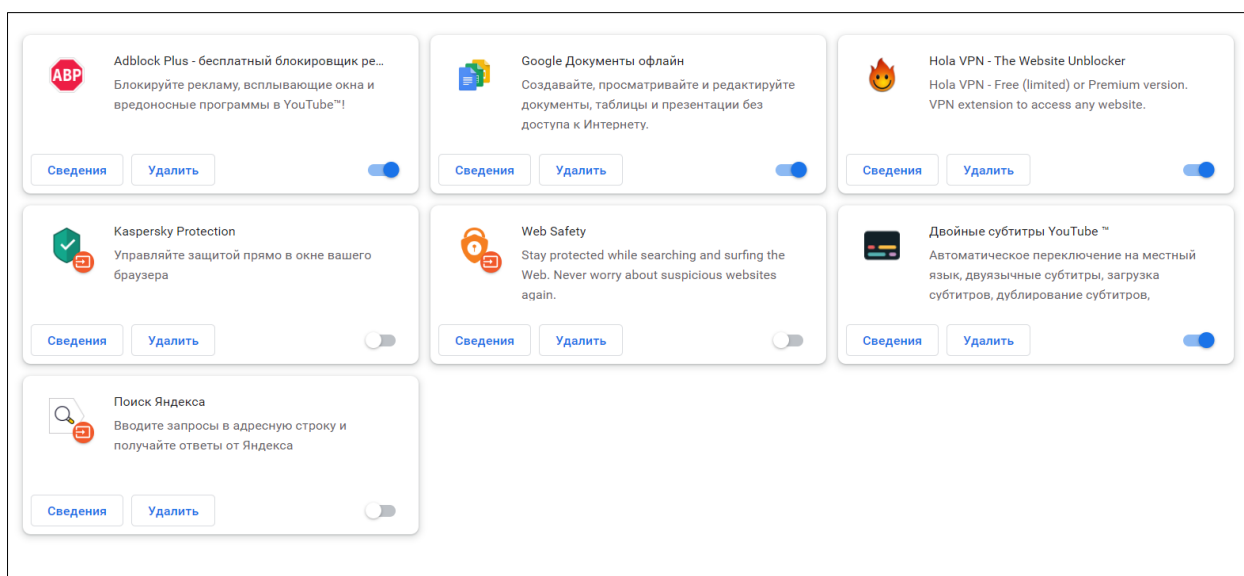 Adblock Plus - бесплатный блокировщик ре...
Блокируйте рекламу, всплывающие окна и
вредоносные программы в YouTube™!
ABP
Сведения
Удалить
Google Документы офлайн
Создавайте, просматривайте и редактируйте
документы, таблицы и презентации без
доступа к Интернету.
Сведения
Удалить
Hola VPN - The Website Unblocker
Hola VPN - Free (limited) or Premium version.
VPN extension to access any website.
Сведения
Удалить
Kaspersky Protection
Управляйте защитой прямо в окне вашего
браузера
Сведения
Удалить
Web Safety
Stay protected while searching and surfing the
Web. Never worry about suspicious websites
again.
Сведения
Удалить
Двойные субтитры YouTube ™
Автоматическое переключение на местный
язык, двуязычные субтитры, загрузка
субтитров, дублирование субтитров,
Сведения
Удалить
Поиск Яндекса
Вводите запросы в адресную строку и
получайте ответы от Яндекса
Сведения
Удалить